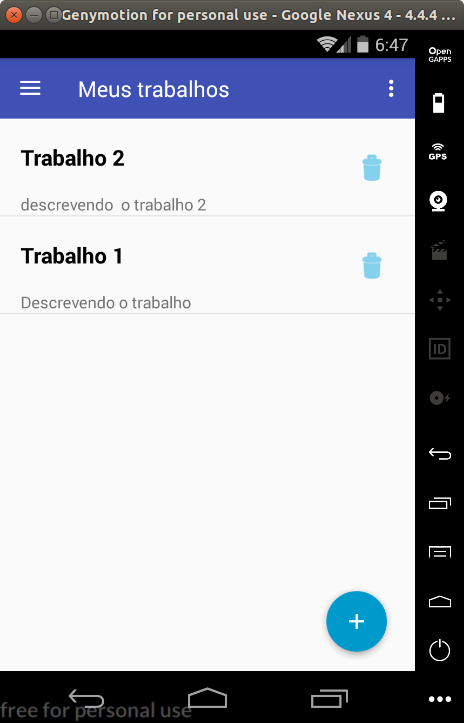 Genymotion for personal use - Google Nexus 4 - 4.4.4 ...
6:47
Open
GAPPS
Meus trabalhos
GPS
Trabalho 2
descrevendo  o trabalho 2
Trabalho 1
Descrevendo o trabalho
ID
+
free for personal use